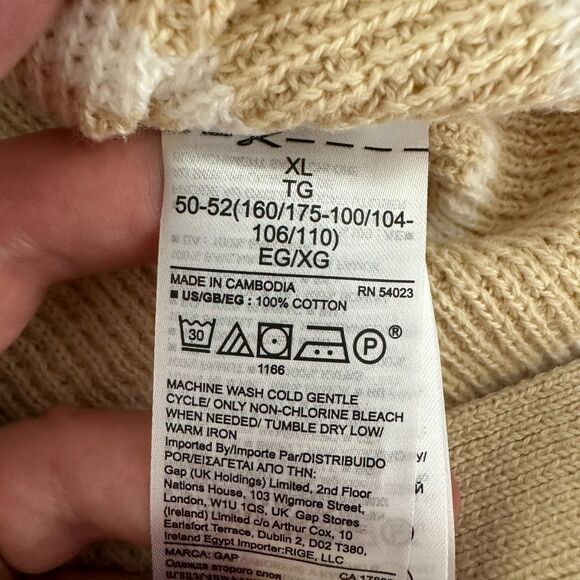 XL
TG
50-52(160/175-100/104-
106/110)
EG/XG
MADE IN CAMBODIA RN 54023
■ US/GB/EG : 100% COTTON
30 P ®
1166
MACHINE WASH COLD GENTLE
CYCLE/ ONLY NON-CHLORINE BLEACH
WHEN NEEDED/ TUMBLE DRY LOW/
WARM IRON
Imported By/Importe Par/DISTRIBUIDO
POR/ΕΙΣΑΓΕΤΑΙ ΑΠΟ ΤΗΝ:
Gap (UK Holdings) Limited, 2nd Floor
Nations House, 103 Wigmore Street,
London, W1U 1QS, UK Gap Stores
(Ireland) Limited c/o Arthur Cox, 10
Earlsfort Terrace, Dublin 2, D02 T380,
Ireland Egypt Importer:RIGE, LLC
MARCA: GAP
Одежда второго слоя